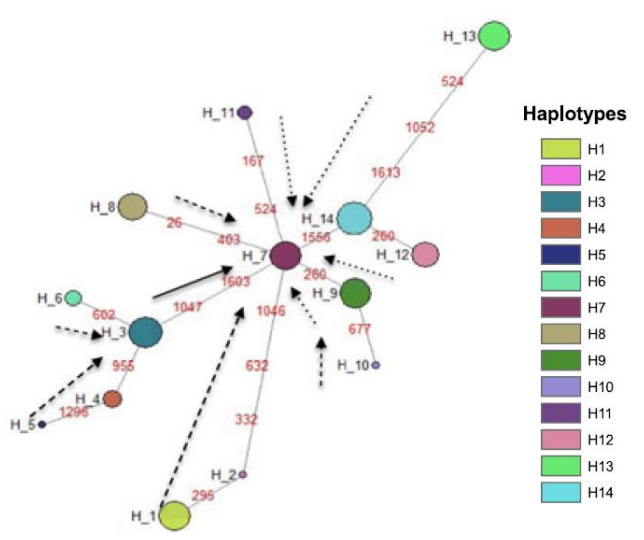 H_13
524
1052
1613
H_11
167
524
H_8
26
403
H_14
1556
260
H_12
H_7
260
H_9
677
H_10
1603
1047
H_6
602
H_3
955
H_4
1296
H_5
1046
632
332
H_2
295
H_1
Haplotypes
H1
H2
H3
H4
H5
H6
H7
H8
H9
H10
H11
H12
H13
H14